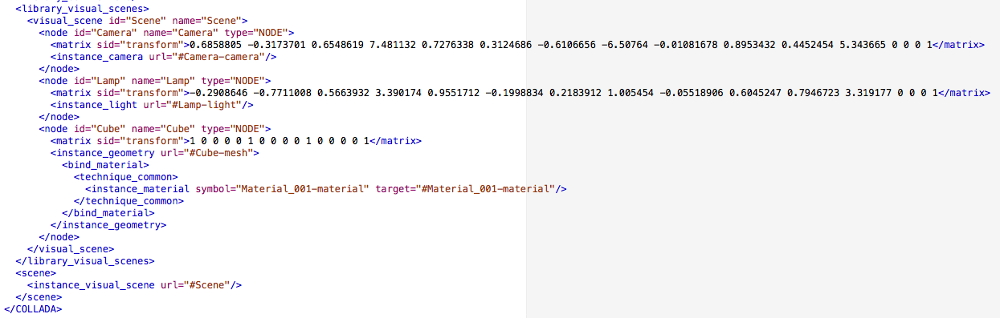 <library_visual_scenes>
<visual_scene id="Scene" name="Scene">
<node id="Camera" name="Camera" type="NODE">
<matrix sid="transform">0.6858805 -0.3173701 0.6548619 7.481132 0.7276338 0.3124686 -0.6106656 -6.50764 -0.01081678 0.8953432 0.4452454 5.343665 0 0 0 1</matrix>
<instance_camera url="#Camera-camera"/>
</node>
<node id="Lamp" name="Lamp" type="NODE">
<matrix sid="transform">-0.2908646 -0.7711008 0.5663932 3.390174 0.9551712 -0.1998834 0.2183912 1.005454 -0.05518906 0.6045247 0.7946723 3.319177 0 0 0 1</matrix>
<instance_light url="#Lamp-light"/>
</node>
<node id="Cube" name="Cube" type="NODE">
<matrix sid="transform">1 0 0 0 0 1 0 0 0 0 1 0 0 0 0 1</matrix>
<instance_geometry url="#Cube-mesh">
<bind_material>
<technique_common>
<instance_material symbol="Material_001-material" target="#Material_001-material"/>
</technique_common>
</bind_material>
</instance_geometry>
</node>
</visual_scene>
</library_visual_scenes>
<scene>
<instance_visual_scene url="#Scene"/>
</scene>
</COLLADA>